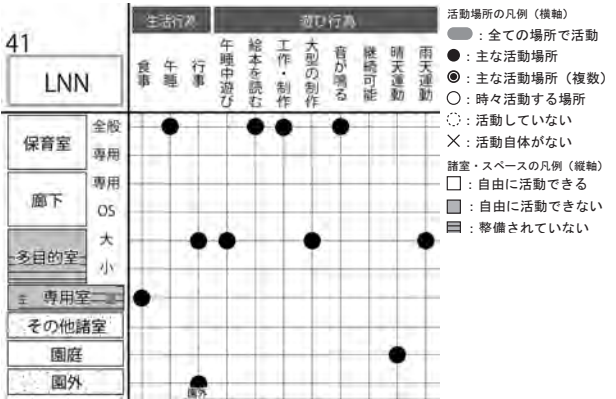 41
LNN
生活行為
遊び行為
食事
午睡
行事
午睡中遊び
絵本を読む
工作・制作
大型の制作
音が鳴る
継続可能
晴天運動
雨天運動
保育室
全般
専用
廊下
専用
OS
多目的室
大
小
専用室
その他諸室
園庭
園外
園外
活動場所の凡例（横軸）
：全ての場所で活動
：主な活動場所
：主な活動場所（複数）
：時々活動する場所
：活動していない
：活動自体がない
諸室・スペースの凡例（縦軸）
：自由に活動できる
：自由に活動できない
：整備されていない